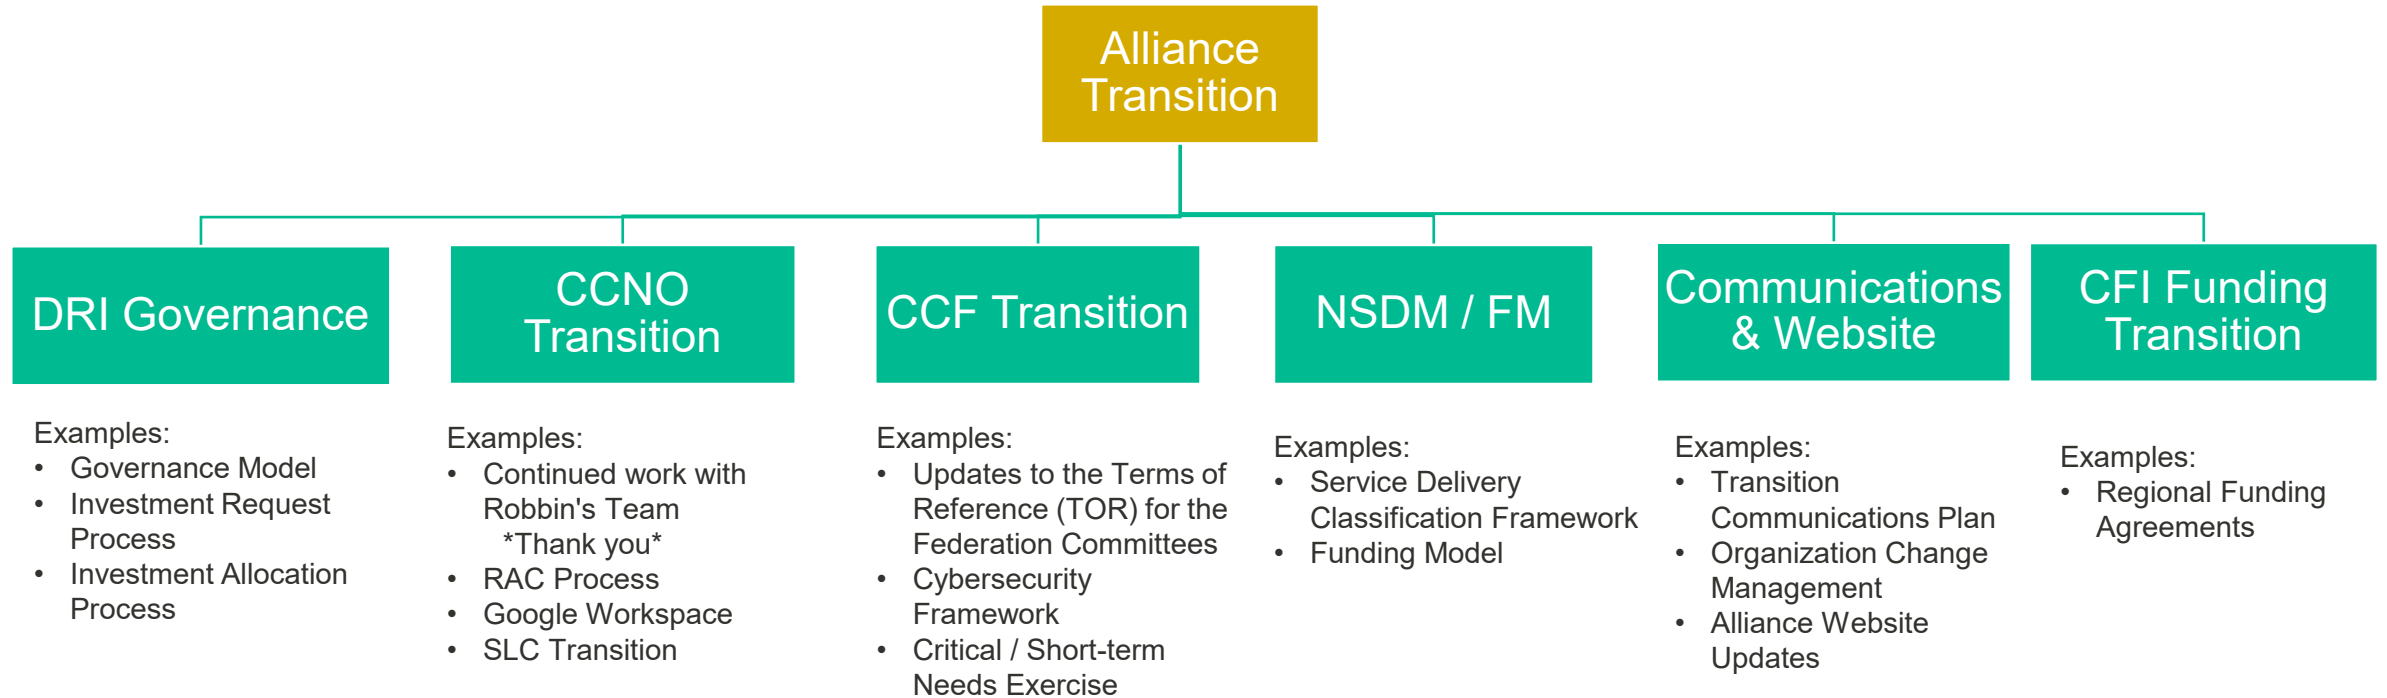 Alliance
Transition
DRI Governance
CCNO
Transition
CCF Transition
NSDM / FM
Communications
& Website
CFI Funding
Transition
Examples:
• Governance Model
• Investment Request
Process
• Investment Allocation
Process
Examples:
• Continued work with
Robbin's Team
*Thank you*
• RAC Process
• Google Workspace
• SLC Transition
Examples:
• Updates to the Terms of
Reference (TOR) for the
Federation Committees
• Cybersecurity
Framework
• Critical / Short-term
Needs Exercise
Examples:
• Service Delivery
Classification Framework
• Funding Model
Examples:
• Transition
Communications Plan
• Organization Change
Management
• Alliance Website
Updates
Examples:
• Regional Funding
Agreements